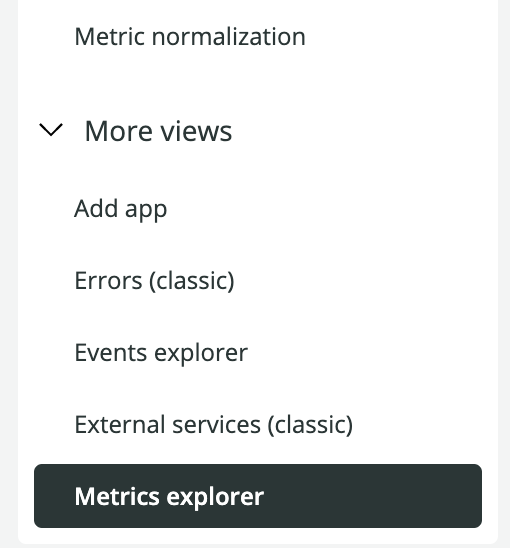 Metric normalization
More views
Add app
Errors (classic)
Events explorer
External services (classic)
Metrics explorer